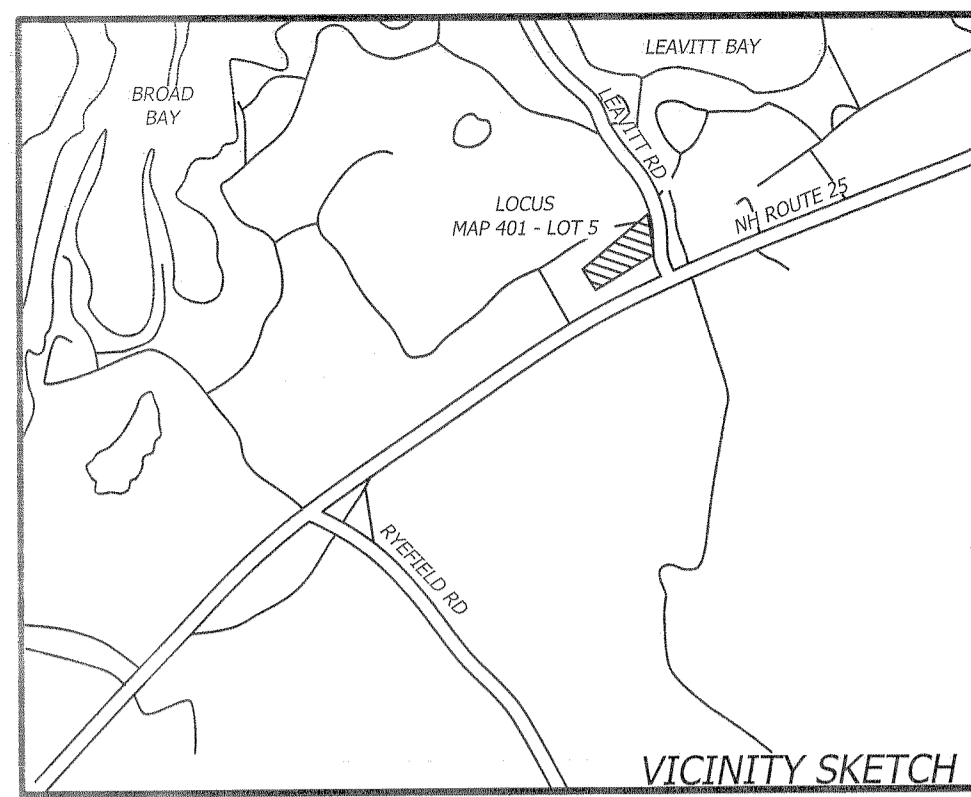 LEAVITT BAY
BROAD
BAY
LEAVITT RD
LOCUS
MAP 401 - LOT 5
NH ROUTE 25
RYEFIELD RD
VICINITY SKETCH